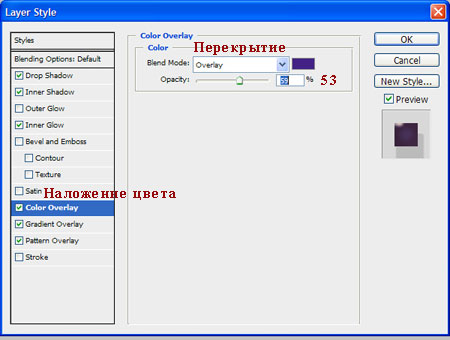 Layer Style
Styles
Blending Options: Default
Drop Shadow
Inner Shadow
Outer Glow
Inner Glow
Bevel and Emboss
Contour
Texture
Satin Наложение цвета
Color Overlay
Gradient Overlay
Pattern Overlay
Stroke
Color Overlay
Color
Перекрытие
Blend Mode: Overlay
Opacity: % 53
OK
Cancel
New Style...
Preview